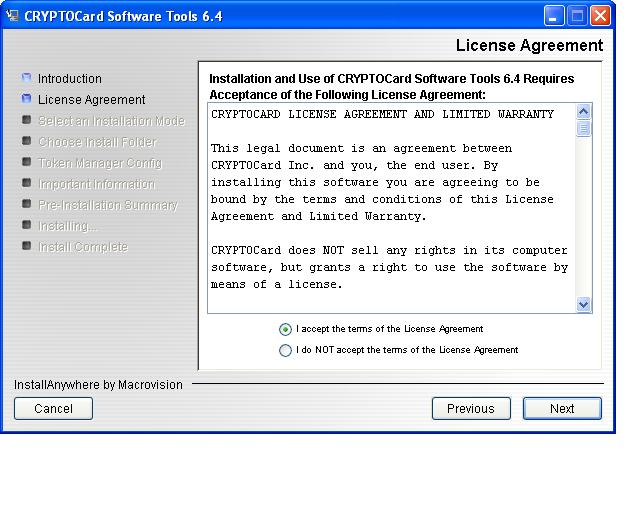 CRYPTOCard Software Tools 6.4
License Agreement
Introduction
License Agreement
Select an Installation Mode
Choose Install Folder
Token Manager Config
Important Information
Pre-Installation Summary
Installing...
Install Complete
Installation and Use of CRYPTOCard Software Tools 6.4 Requires
Acceptance of the Following License Agreement:
CRYPTOCARD LICENSE AGREEMENT AND LIMITED WARRANTY
This legal document is an agreement between
CRYPTOCard Inc. and you, the end user. By
installing this software you are agreeing to be
bound by the terms and conditions of this License
Agreement and Limited Warranty.
CRYPTOCard does NOT sell any rights in its computer
software, but grants a right to use the software by
means of a license.
I accept the terms of the License Agreement
I do NOT accept the terms of the License Agreement
InstallAnywhere by Macrovision
Cancel
Previous
Next